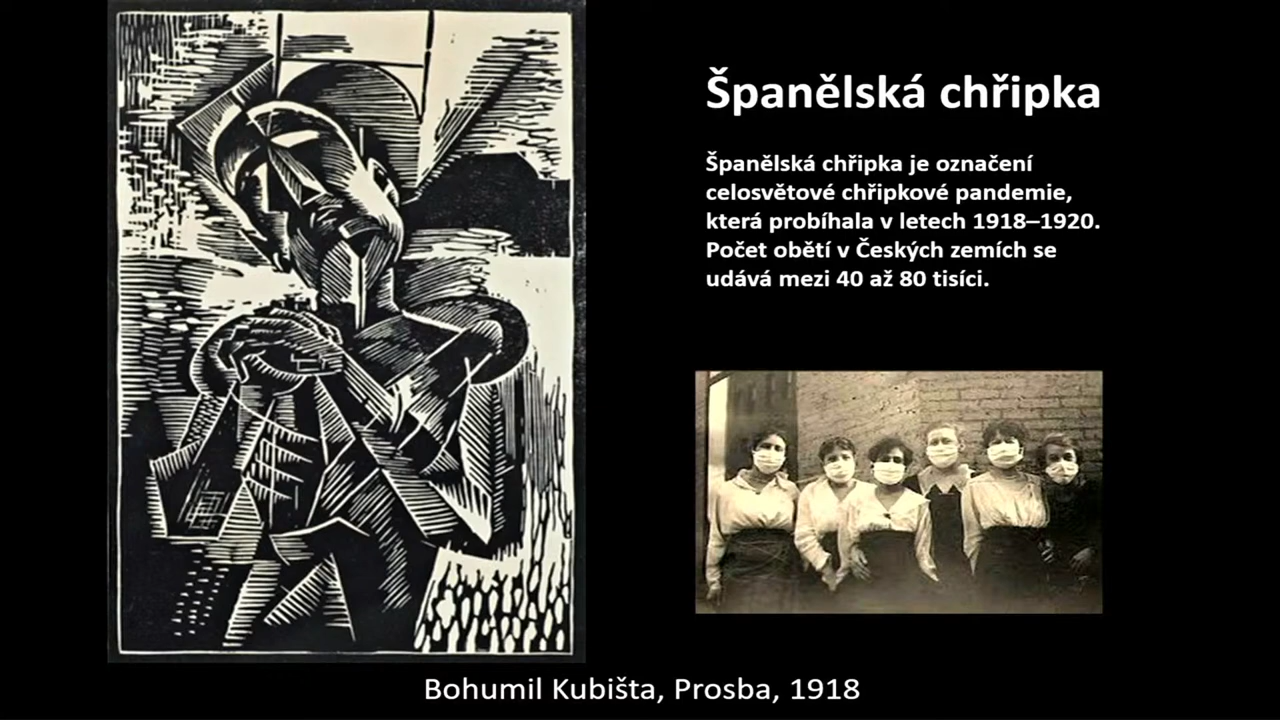 Španělská chřipka
Španělská chřipka je označení
celosvětové chřipkové pandemie,
která probíhala v letech 1918–1920.
Počet obětí v Českých zemích se
udává mezi 40 až 80 tisíci.
Bohumil Kubišta, Prosba, 1918